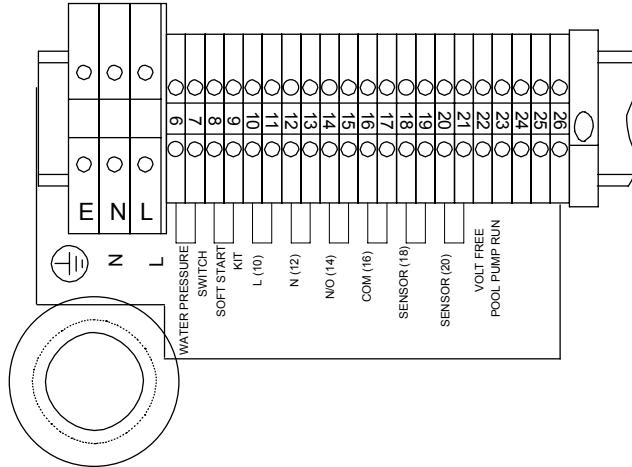 6 7 8 9 10 11 12 13 14 15 16 17 18 19 20 21 22 23 24 25 26
E N L
N
L
WATER PRESSURE
SWITCH
SOFT START
KIT
L (10)
N (12)
N/O (14)
COM (16)
SENSOR (18)
SENSOR (20)
VOLT FREE
POOL PUMP RUN